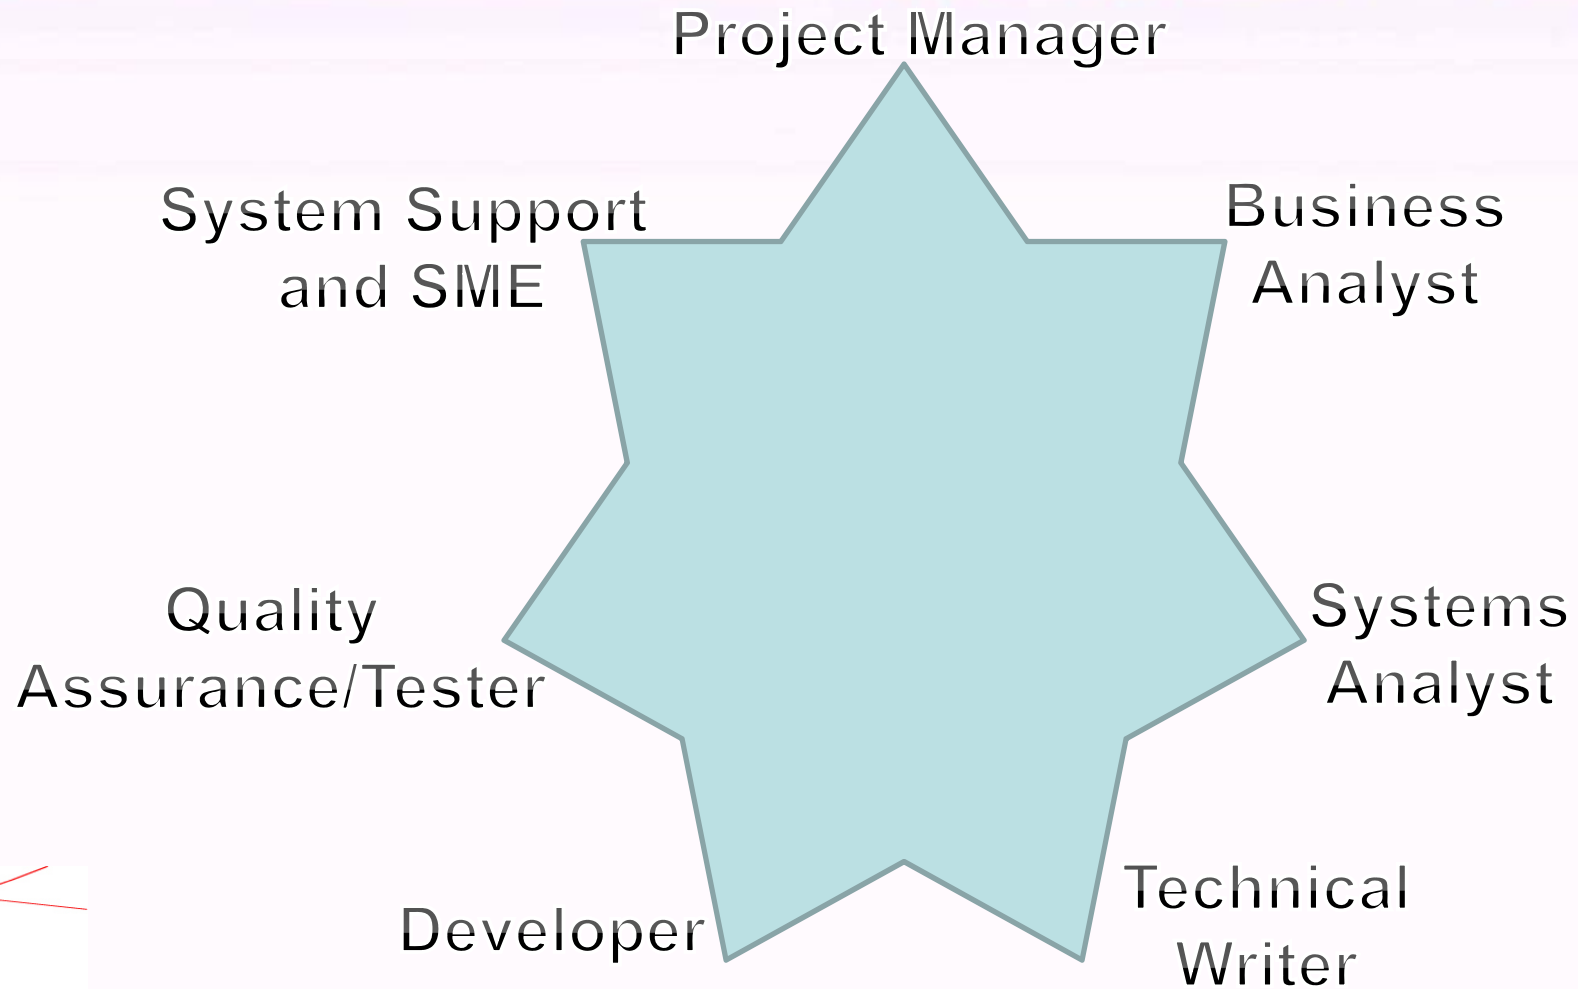 Project Manager
System Support
and SME
Business
Analyst
Quality
Assurance/Tester
Systems
Analyst
Developer
Technical
Writer